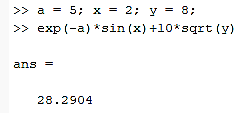 >> a = 5; x = 2; y = 8;
>> exp(-a)*sin(x)+10*sqrt(y)
ans =
28.2904